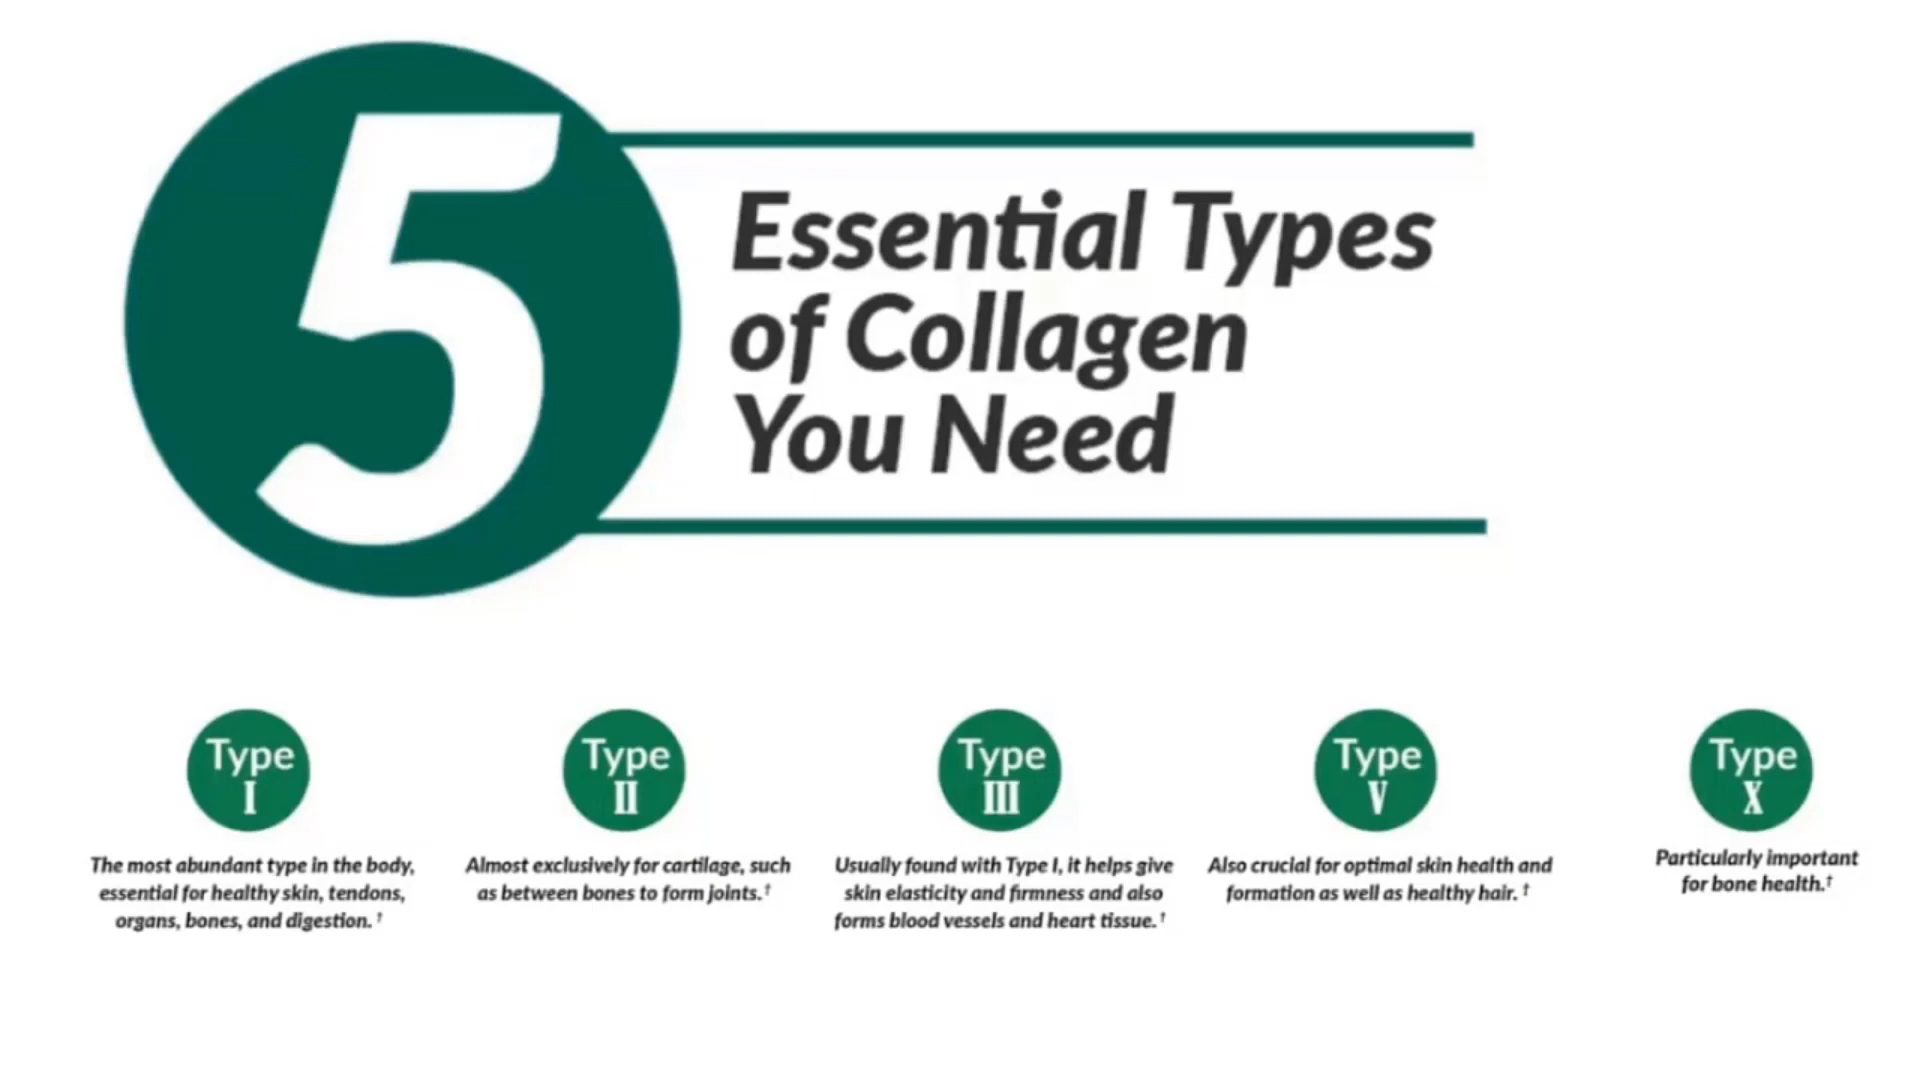 5
Essential Types
of Collagen
You Need
Type
I
The most abundant type in the body,
essential for healthy skin, tendons,
organs, bones, and digestion.†
Type
II
Almost exclusively for cartilage, such
as between bones to form joints.†
Type
III
Usually found with Type I, it helps give
skin elasticity and firmness and also
forms blood vessels and heart tissue.†
Type
V
Also crucial for optimal skin health and
formation as well as healthy hair.†
Type
X
Particularly important
for bone health.†